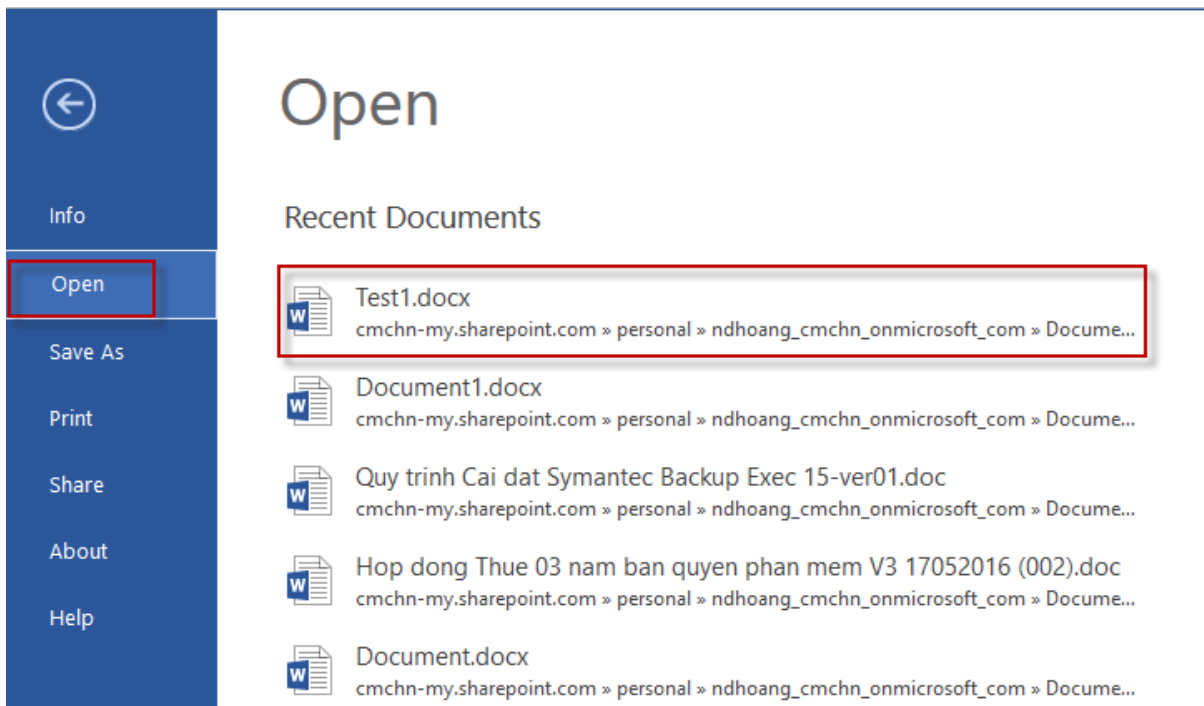 Open
Info
Open
Save As
Print
Share
About
Help
Recent Documents
Test1.docx
cmchn-my.sharepoint.com » personal » ndhoang_cmchn_onmicrosoft_com » Docume...
Document1.docx
cmchn-my.sharepoint.com » personal » ndhoang_cmchn_onmicrosoft_com » Docume...
Quy trinh Cai dat Symantec Backup Exec 15-ver01.doc
cmchn-my.sharepoint.com » personal » ndhoang_cmchn_onmicrosoft_com » Docume...
Hop dong Thue 03 nam ban quyen phan mem V3 17052016 (002).doc
cmchn-my.sharepoint.com » personal » ndhoang_cmchn_onmicrosoft_com » Docume...
Document.docx
cmchn-my.sharepoint.com » personal » ndhoang_cmchn_onmicrosoft_com » Docume...